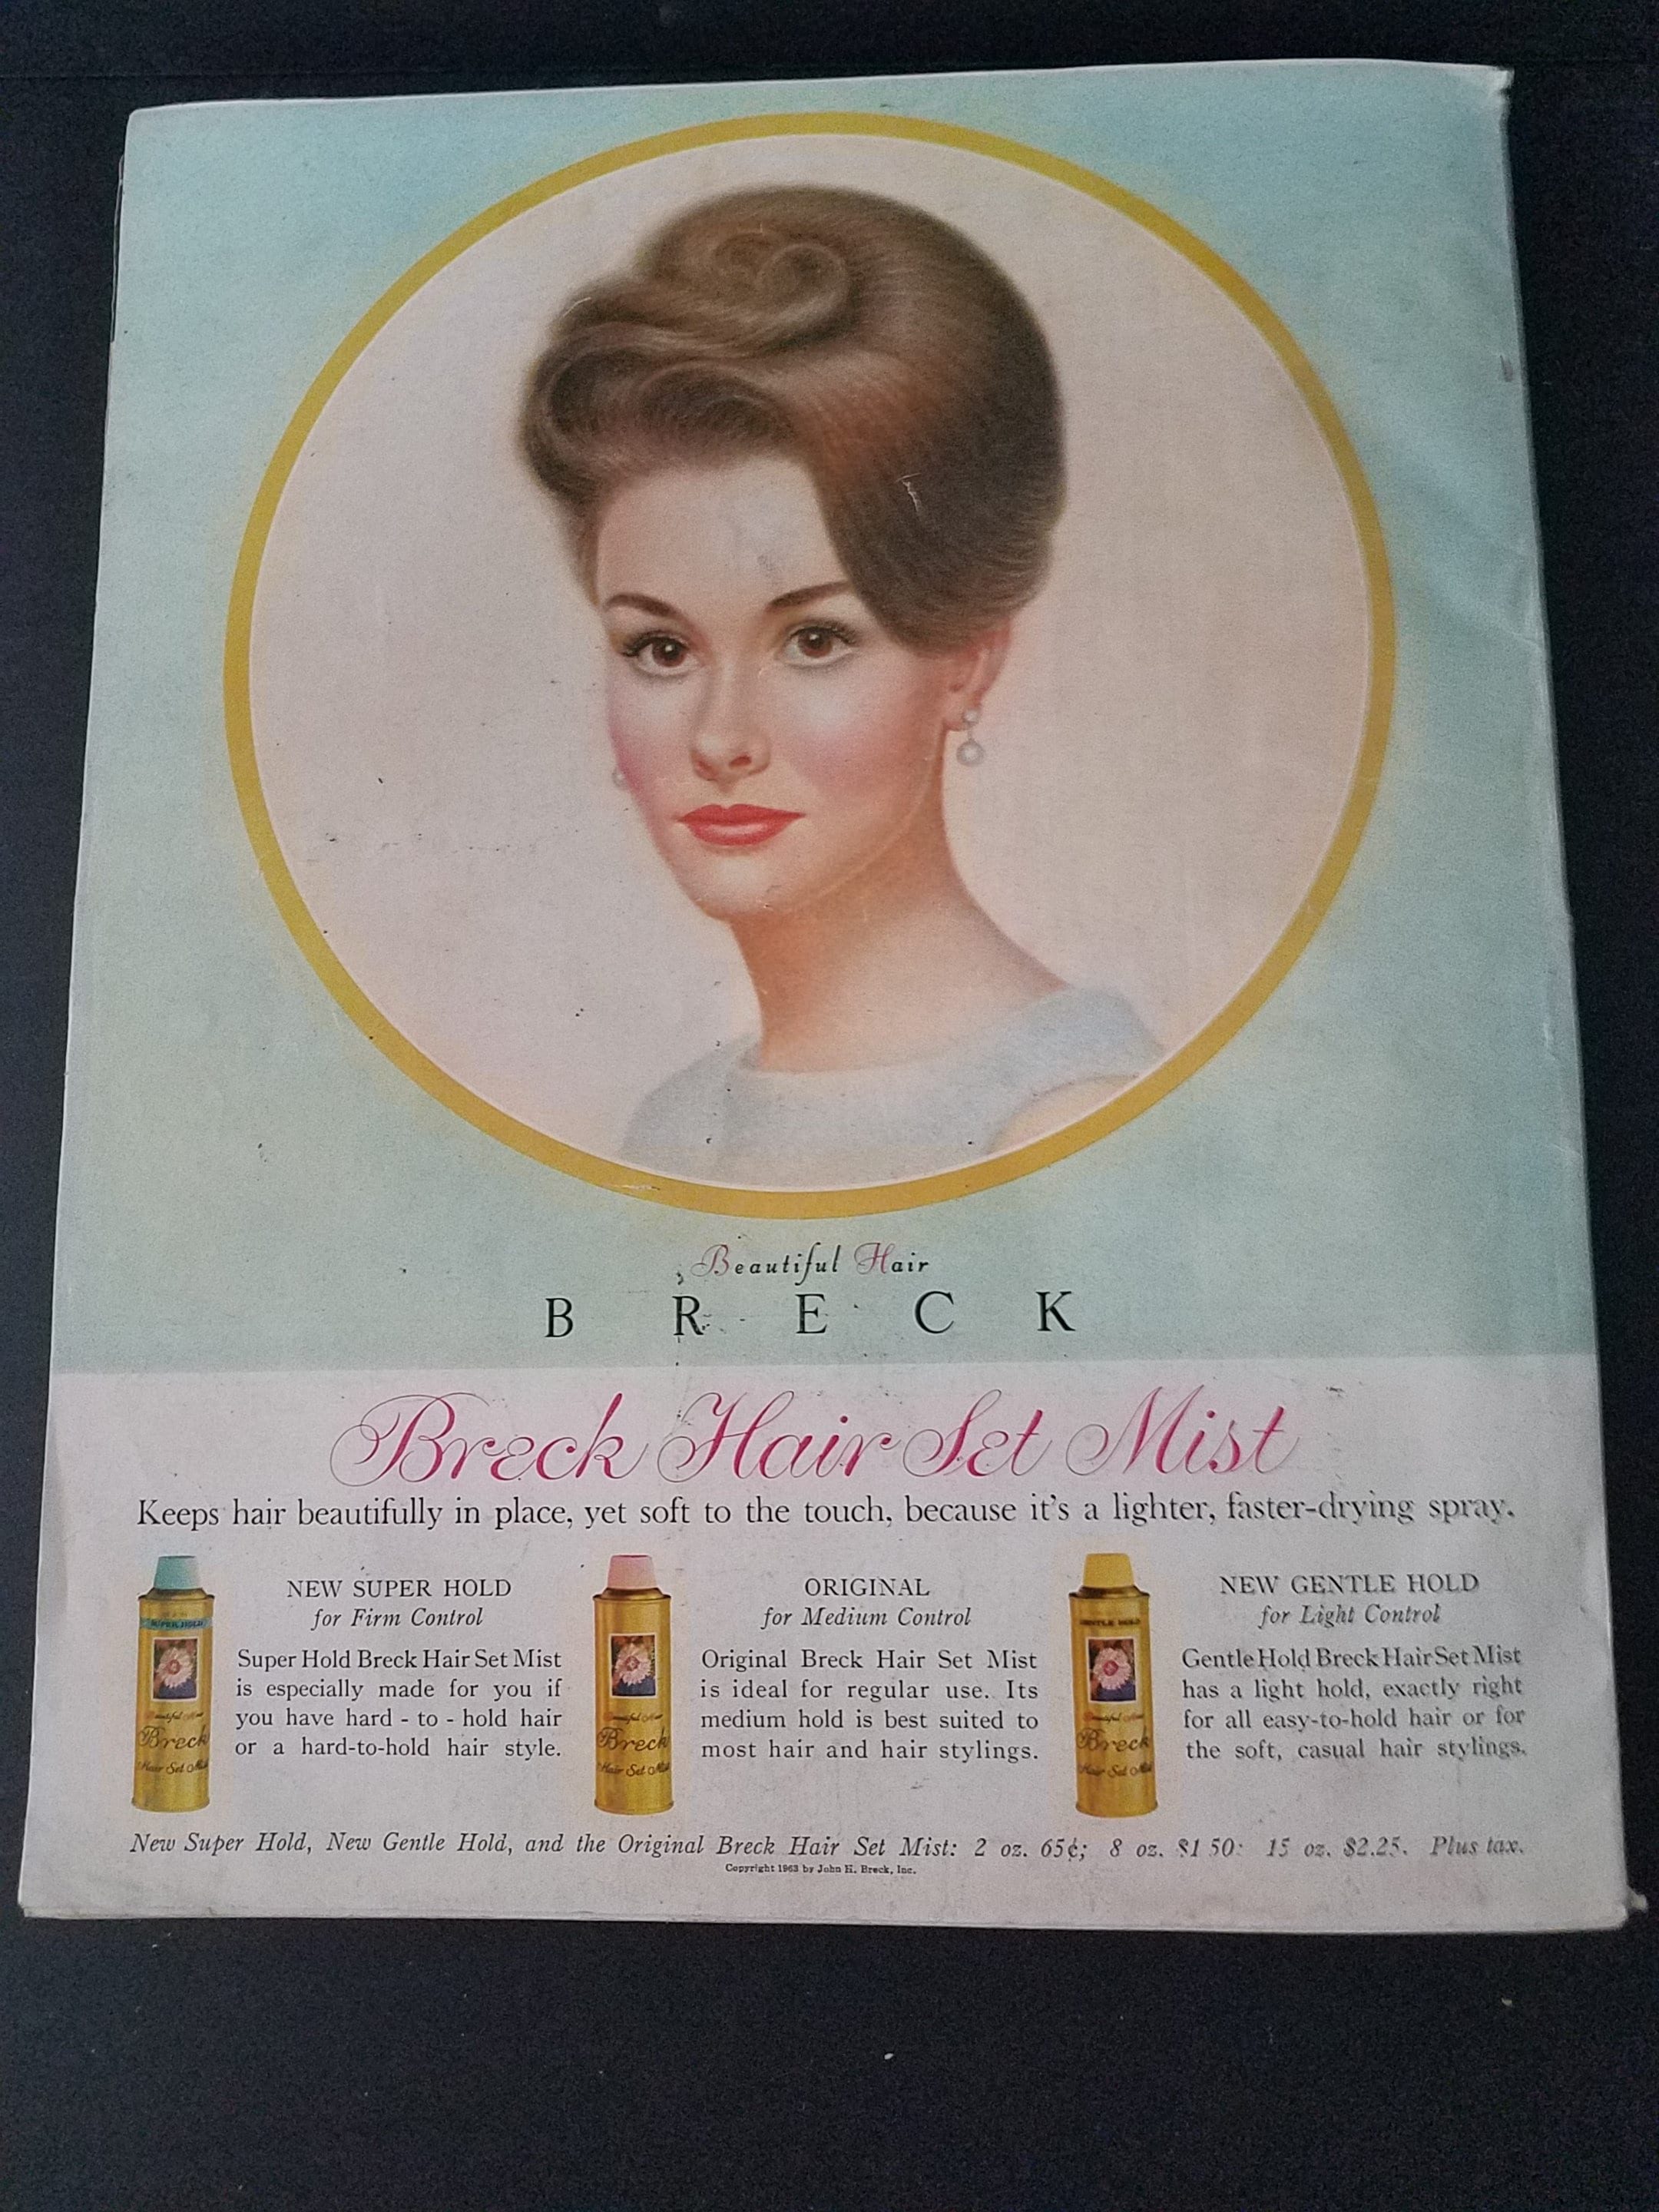 Beautiful Hair
BRECK
Breck Hair Set Mist
Keeps hair beautifully in place, yet soft to the touch, because it's a lighter, faster-drying spray.
NEW SUPER HOLD
for Firm Control
Super Hold Breck Hair Set Mist
is especially made for you if
you have hard - to - hold hair
or a hard-to-hold hair style.
ORIGINAL
for Medium Control
Original Breck Hair Set Mist
is ideal for regular use. Its
medium hold is best suited to
most hair and hair stylings.
NEW GENTLE HOLD
for Light Control
Gentle Hold Breck Hair Set Mist
has a light hold, exactly right
for all easy-to-hold hair or for
the soft, casual hair stylings.
SUPER HOLD
Beautiful Hair
Breck
Hair Set Mist
Beautiful Hair
Breck
Hair Set Mist
GENTLE HOLD
Beautiful Hair
Breck
Hair Set Mist
New Super Hold, New Gentle Hold, and the Original Breck Hair Set Mist: 2 oz. 65¢; 8 oz. $1 50; 15 oz. $2.25. Plus tax.
Copyright 1963 by John H. Breck, Inc.